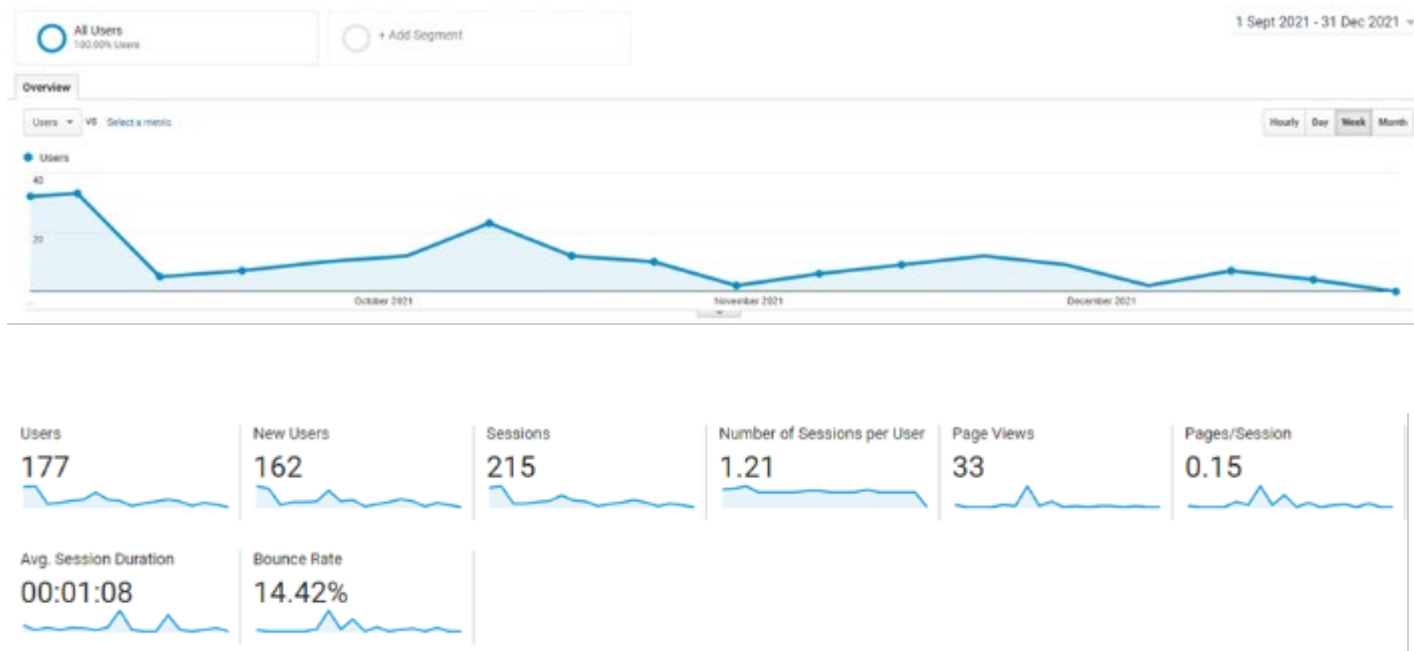 All Users
100.00% Users
+ Add Segment
1 Sept 2021 - 31 Dec 2021
Overview
Users VS Select a metric
Hourly Day Week Month
Users
40
20
...
October 2021 November 2021 December 2021
Users New Users Sessions Number of Sessions per User Page Views Pages/Session
177 162 215 1.21 33 0.15
Avg. Session Duration Bounce Rate
00:01:08 14.42%